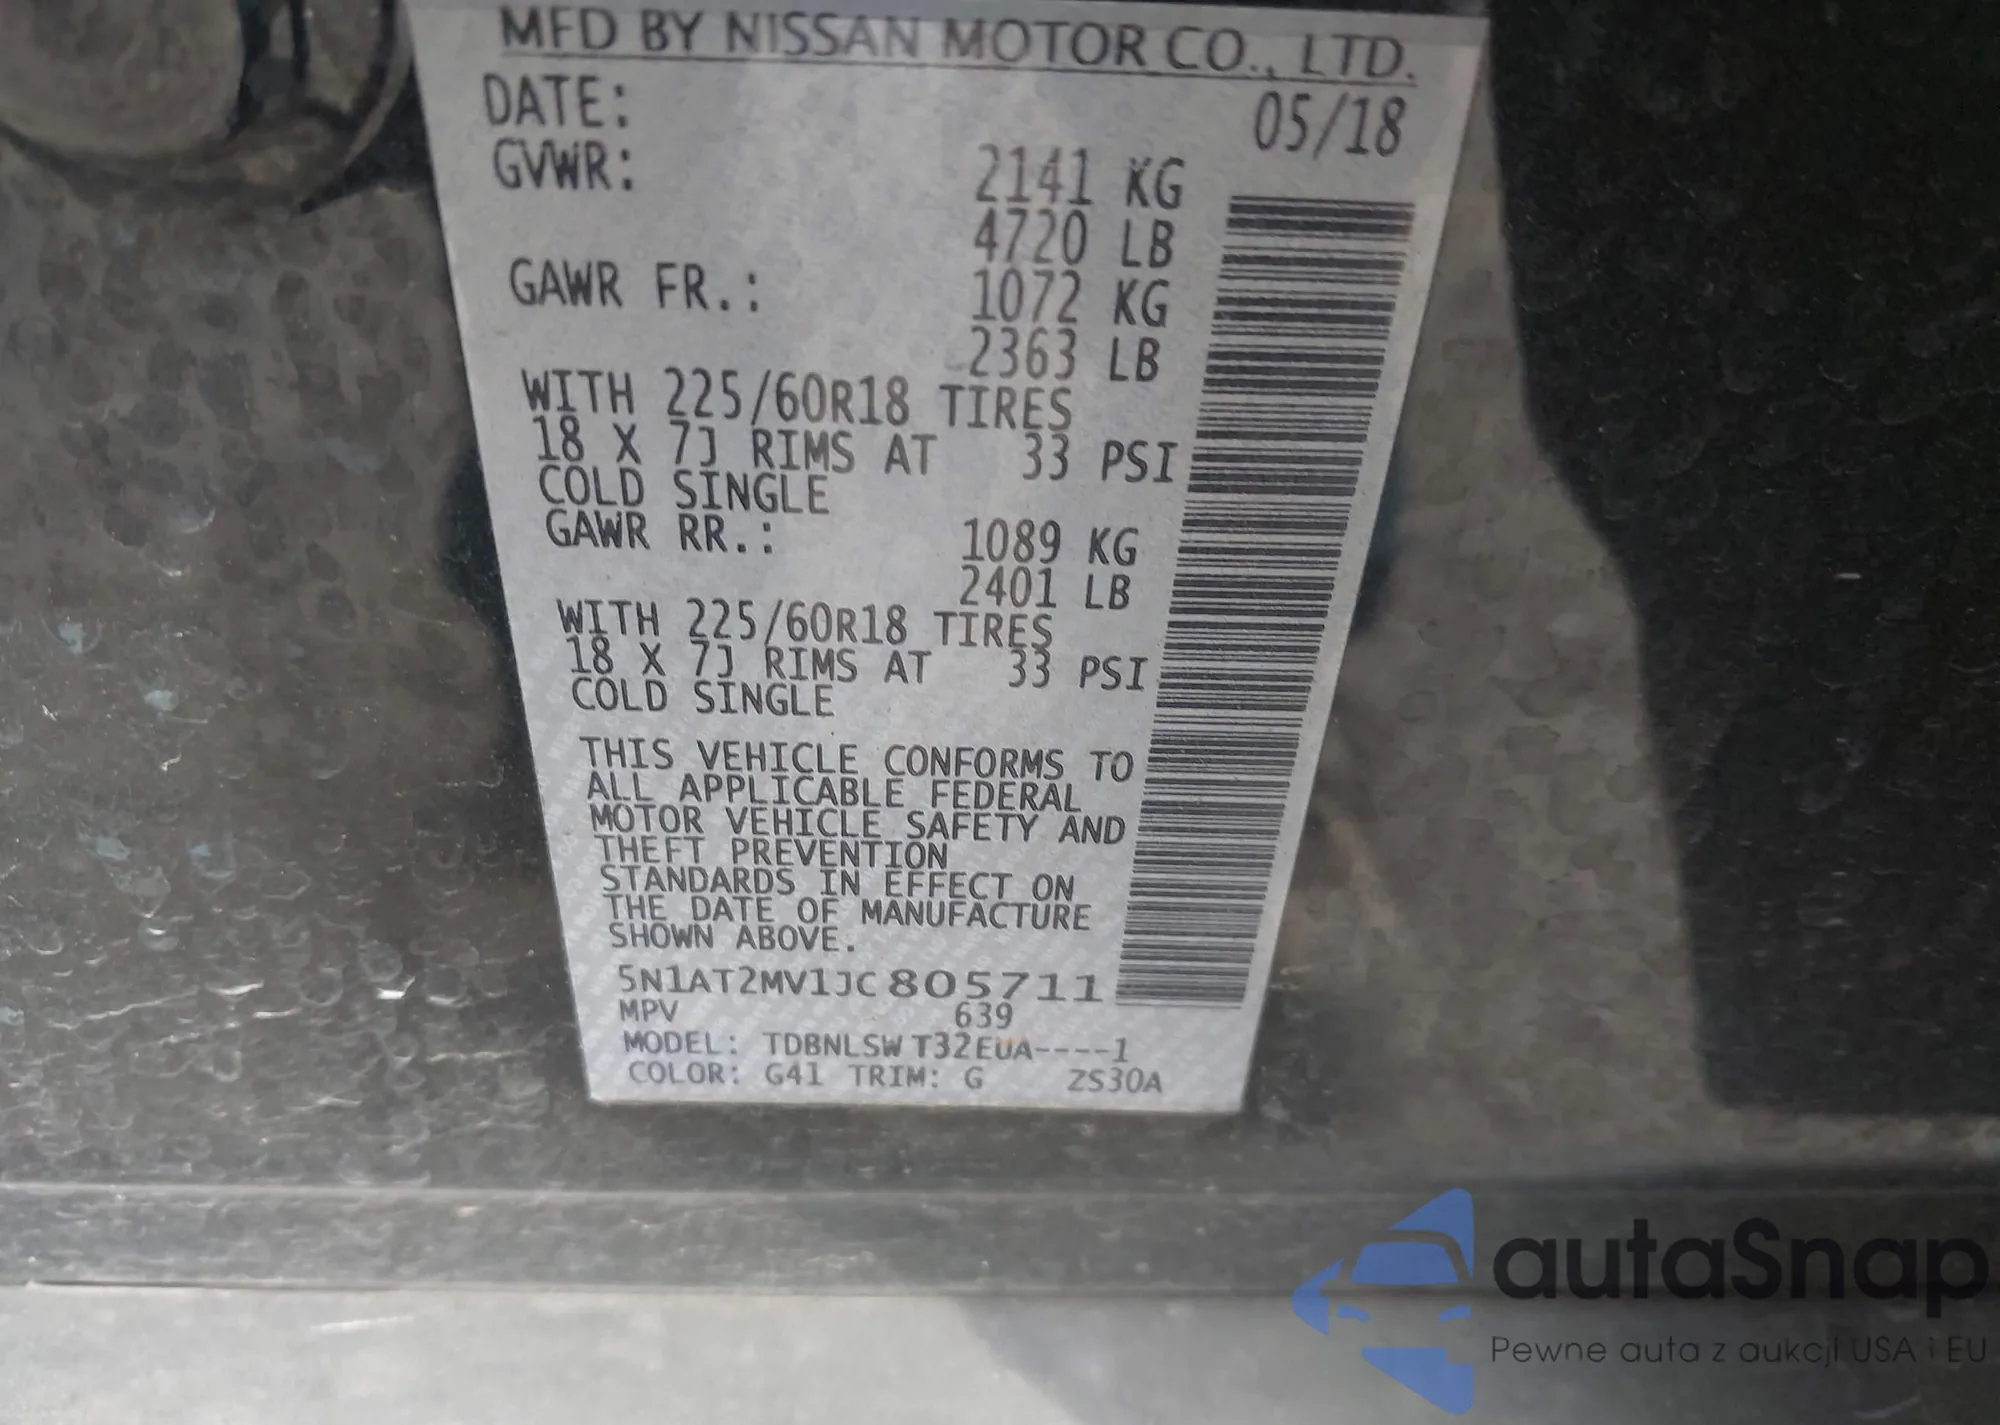 MFD BY NISSAN MOTOR CO., LTD.
DATE: 05/18
GVWR: 2141 KG
4720 LB
GAWR FR.: 1072 KG
2363 LB
WITH 225/60R18 TIRES
18 X 7J RIMS AT 33 PSI
COLD SINGLE
GAWR RR.: 1089 KG
2401 LB
WITH 225/60R18 TIRES
18 X 7J RIMS AT 33 PSI
COLD SINGLE
THIS VEHICLE CONFORMS TO
ALL APPLICABLE FEDERAL
MOTOR VEHICLE SAFETY AND
THEFT PREVENTION
STANDARDS IN EFFECT ON
THE DATE OF MANUFACTURE
SHOWN ABOVE.
5N1AT2MV1JC805711
MPV 639
MODEL: TDBNLSW T32EUA----1
COLOR: G41 TRIM: G ZS30A
autaSnap
Pewne auta z aukcji USA i EU